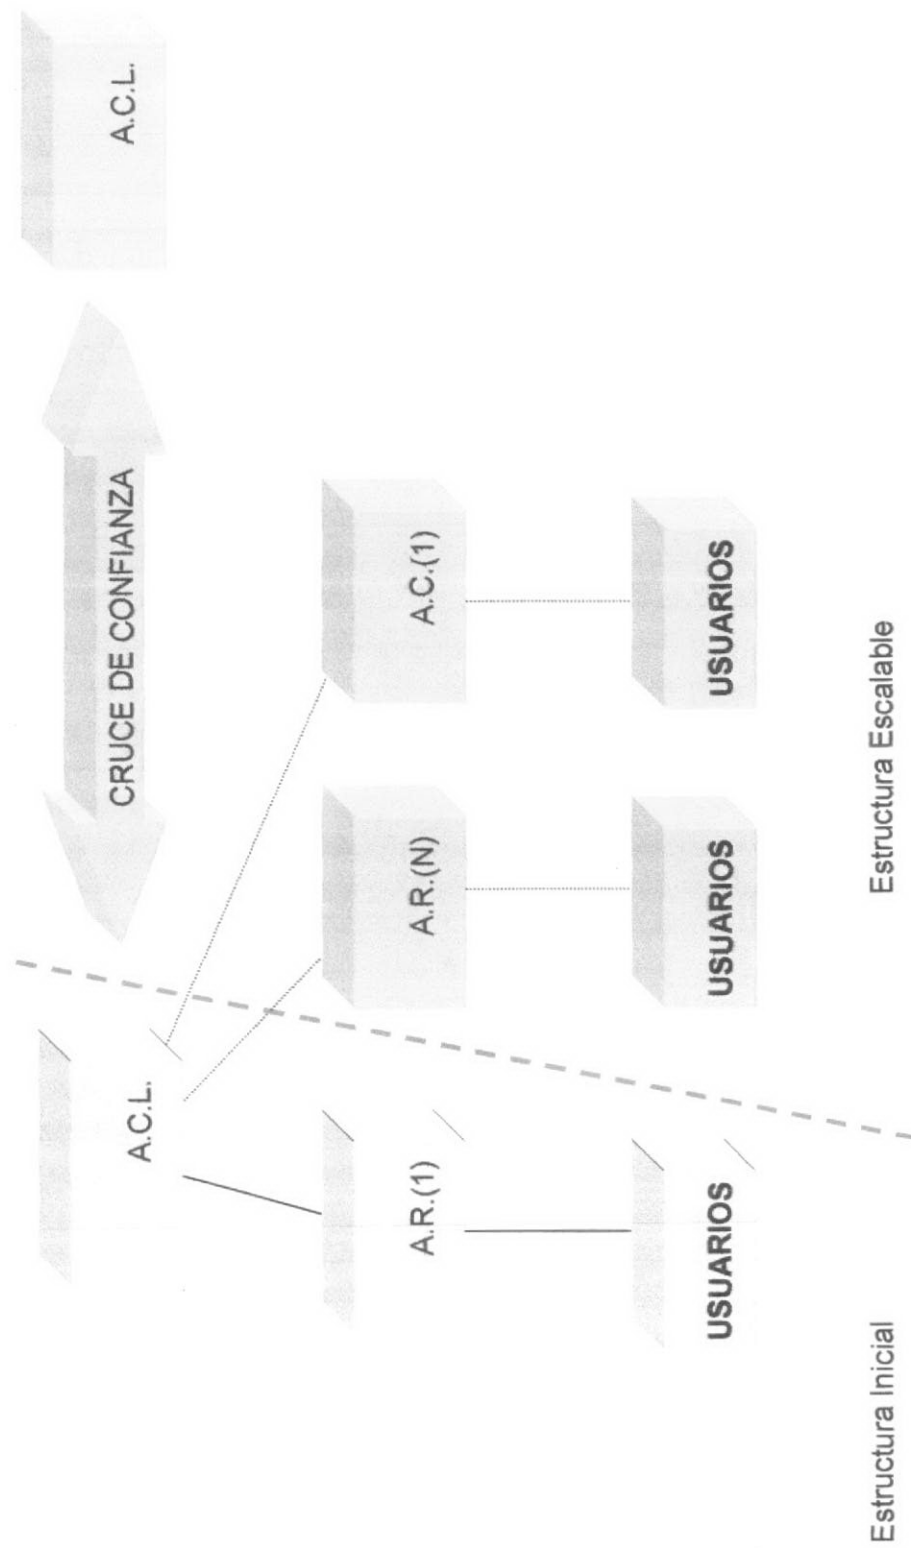 A.C.L.
CRUCE DE CONFIANZA
A.C.L.
A.R.(1)
A.R.(N)
A.C.(1)
USUARIOS
USUARIOS
USUARIOS
Estructura Inicial
Estructura Escalable